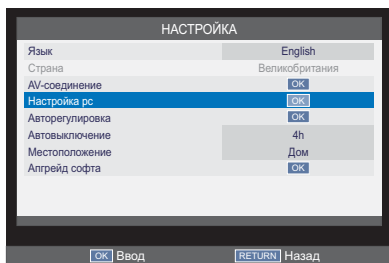 НАСТРОЙКА
Язык English
Страна Великобритания
AV-соединение OK
Настройка pc OK
Авторегулировка OK
Автовыключение 4h
Местоположение Дом
Апгрейд софта OK
OK Ввод RETURN Назад